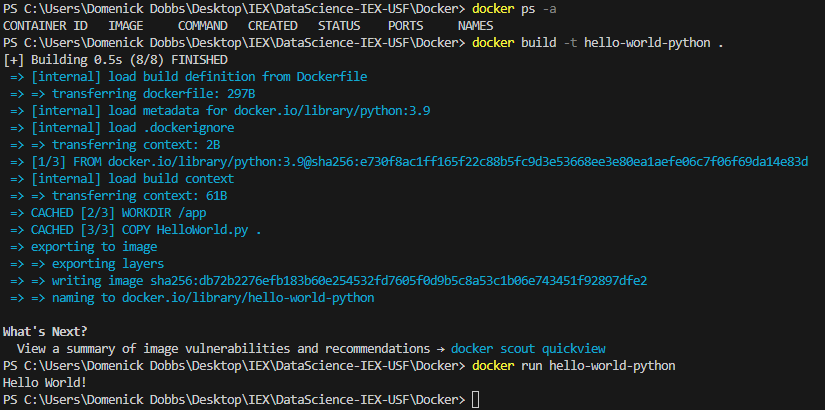 PS C:\Users\Domenick Dobbs\Desktop\IEX\DataScience-IEX-USF\Docker> docker ps -a
CONTAINER ID   IMAGE     COMMAND   CREATED   STATUS    PORTS     NAMES
PS C:\Users\Domenick Dobbs\Desktop\IEX\DataScience-IEX-USF\Docker> docker build -t hello-world-python .
[+] Building 0.5s (8/8) FINISHED
 => [internal] load build definition from Dockerfile
 => => transferring dockerfile: 297B
 => [internal] load metadata for docker.io/library/python:3.9
 => [internal] load .dockerignore
 => => transferring context: 2B
 => [1/3] FROM docker.io/library/python:3.9@sha256:e730f8ac1ff165f22c88b5fc9d3e53668ee3e80ea1aefe06c7f06f69da14e83d
 => [internal] load build context
 => => transferring context: 61B
 => CACHED [2/3] WORKDIR /app
 => CACHED [3/3] COPY HelloWorld.py .
 => exporting to image
 => => exporting layers
 => => writing image sha256:db72b2276efb183b60e254532fd7605f0d9b5c8a53c1b06e743451f92897dfe2
 => => naming to docker.io/library/hello-world-python
What's Next?
  View a summary of image vulnerabilities and recommendations → docker scout quickview
PS C:\Users\Domenick Dobbs\Desktop\IEX\DataScience-IEX-USF\Docker> docker run hello-world-python
Hello World!
PS C:\Users\Domenick Dobbs\Desktop\IEX\DataScience-IEX-USF\Docker>